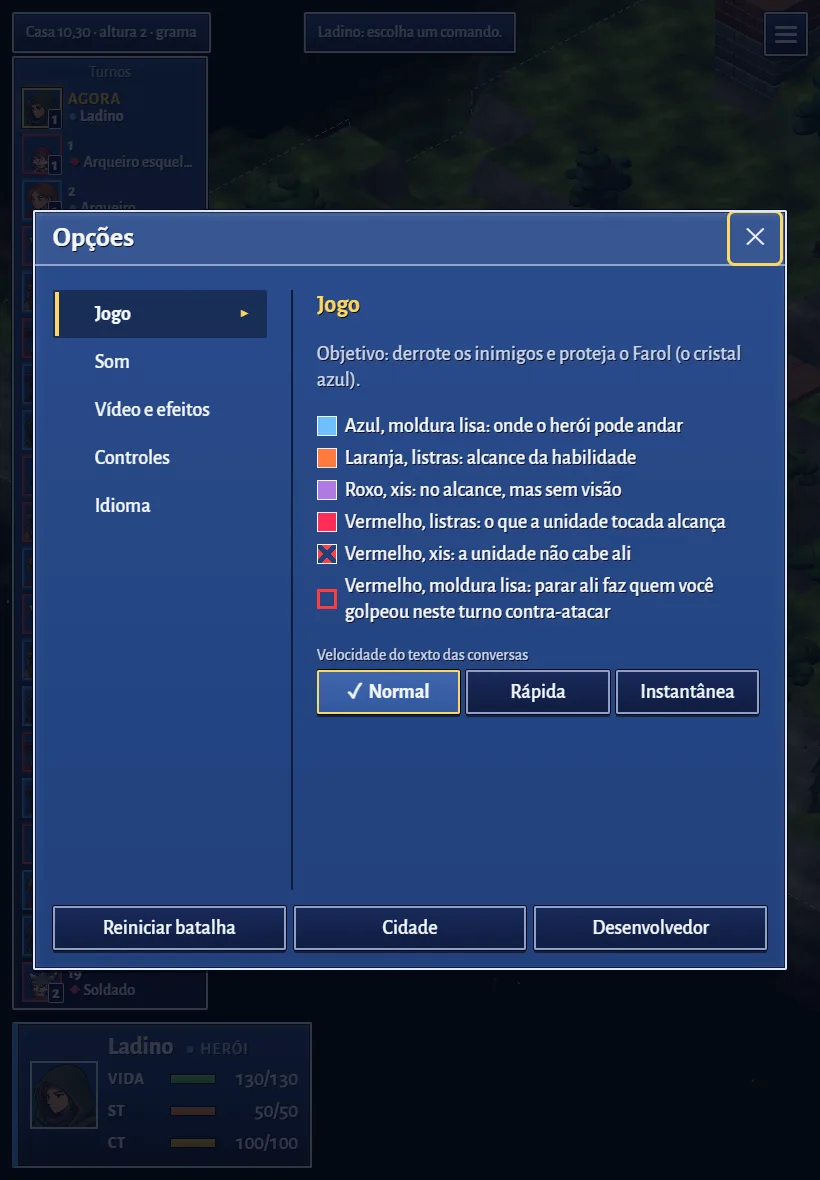 Casa 10,30 · altura 2 · grama
Ladino: escolha um comando.
Turnos
AGORA
1
Ladino
1
1
Arqueiro esquel...
2
Arqueiro
Opções
Jogo
Som
Vídeo e efeitos
Controles
Idioma
Jogo
Objetivo: derrote os inimigos e proteja o Farol (o cristal
azul).
Azul, moldura lisa: onde o herói pode andar
Laranja, listras: alcance da habilidade
Roxo, xis: no alcance, mas sem visão
Vermelho, listras: o que a unidade tocada alcança
Vermelho, xis: a unidade não cabe ali
Vermelho, moldura lisa: parar ali faz quem você
golpeou neste turno contra-atacar
Velocidade do texto das conversas
✓ Normal
Rápida
Instantânea
Reiniciar batalha
Cidade
Desenvolvedor
19
2
Soldado
Ladino • HERÓI
VIDA 130/130
ST 50/50
CT 100/100